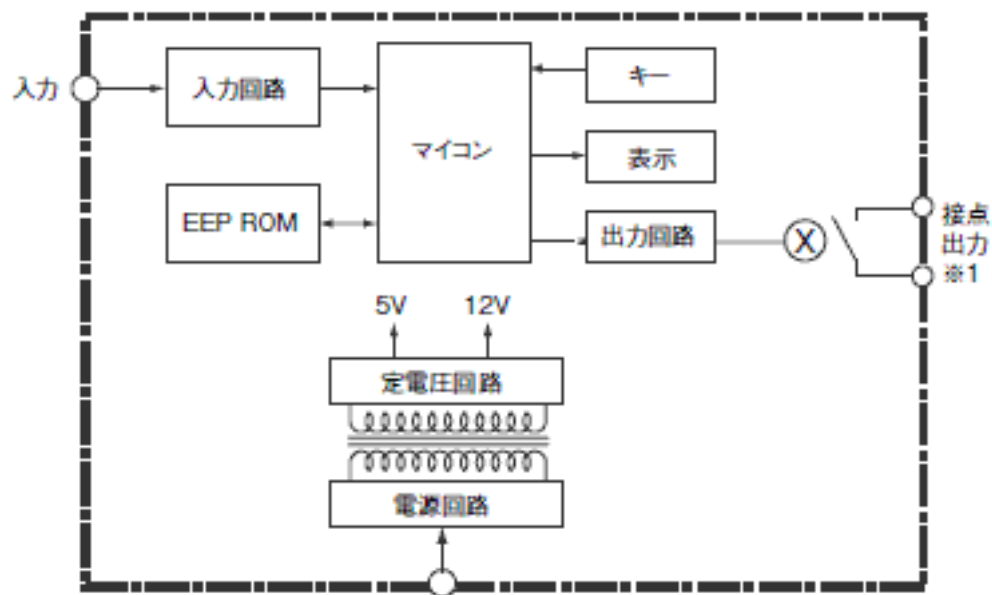 入力
入力回路
マイコン
キー
表示
EEP ROM
出力回路
X
接点
出力
※1
5V
12V
定電圧回路
電源回路